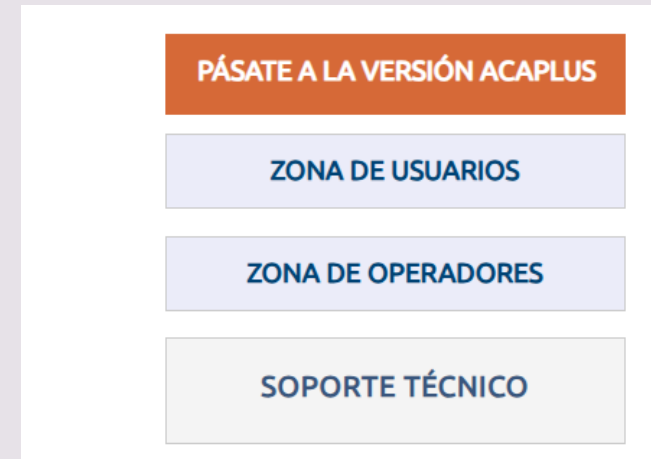 PÁSATE A LA VERSIÓN ACAPLUS
ZONA DE USUARIOS
ZONA DE OPERADORES
SOPORTE TÉCNICO